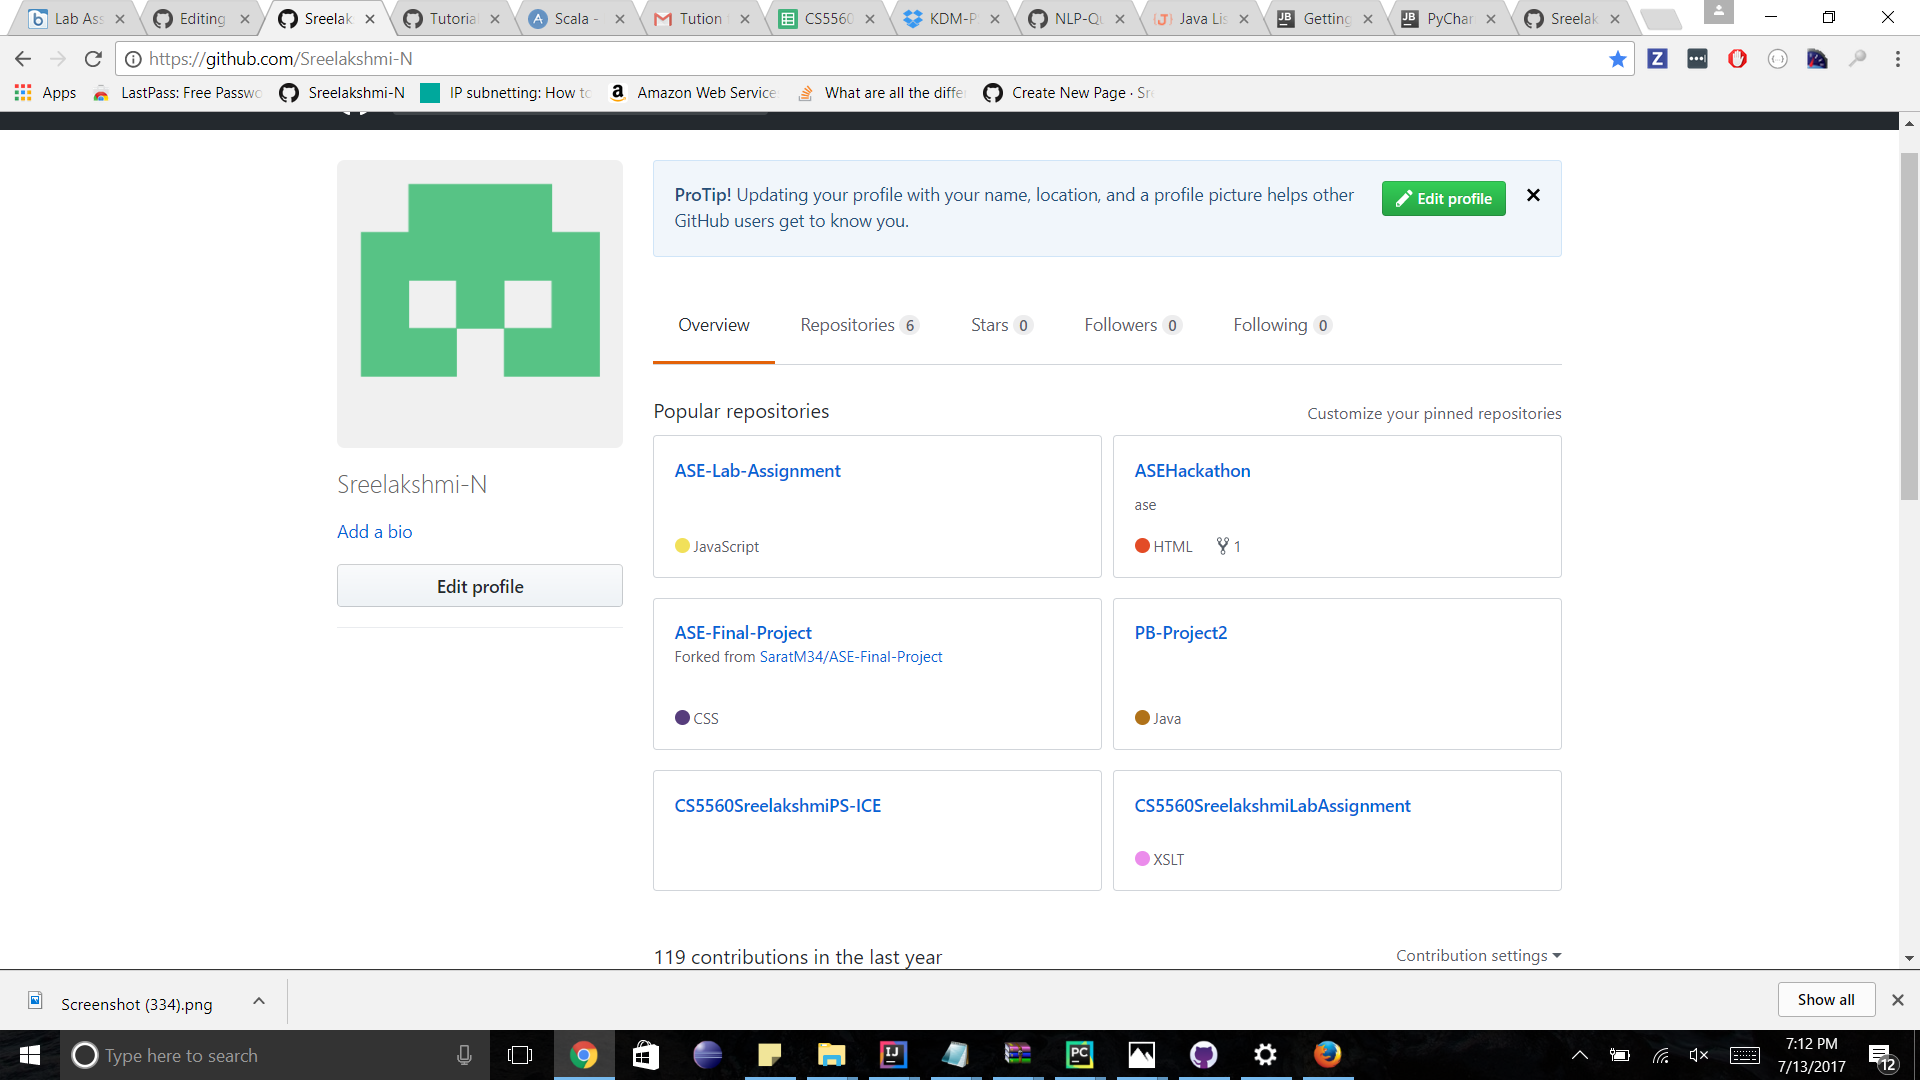 Lab Ass
Editing
Sreelak
Tutorial
Scala -
Tution
CS5560
KDM-P
NLP-Qu
Java Lis
Getting
PyChar
Sreelak
https://github.com/Sreelakshmi-N
Apps
LastPass: Free Passwo
Sreelakshmi-N
IP subnetting: How to
Amazon Web Service
What are all the differ
Create New Page · Sre
ProTip! Updating your profile with your name, location, and a profile picture helps other
GitHub users get to know you.
Edit profile
Overview
Repositories 6
Stars 0
Followers 0
Following 0
Popular repositories
Customize your pinned repositories
ASE-Lab-Assignment
JavaScript
ASEHackathon
ase
HTML 1
Sreelakshmi-N
Add a bio
Edit profile
ASE-Final-Project
Forked from SaratM34/ASE-Final-Project
CSS
PB-Project2
Java
CS5560SreelakshmiPS-ICE
CS5560SreelakshmiLabAssignment
XSLT
119 contributions in the last year
Contribution settings
Screenshot (334).png
Show all
Type here to search
7:12 PM
7/13/2017
12